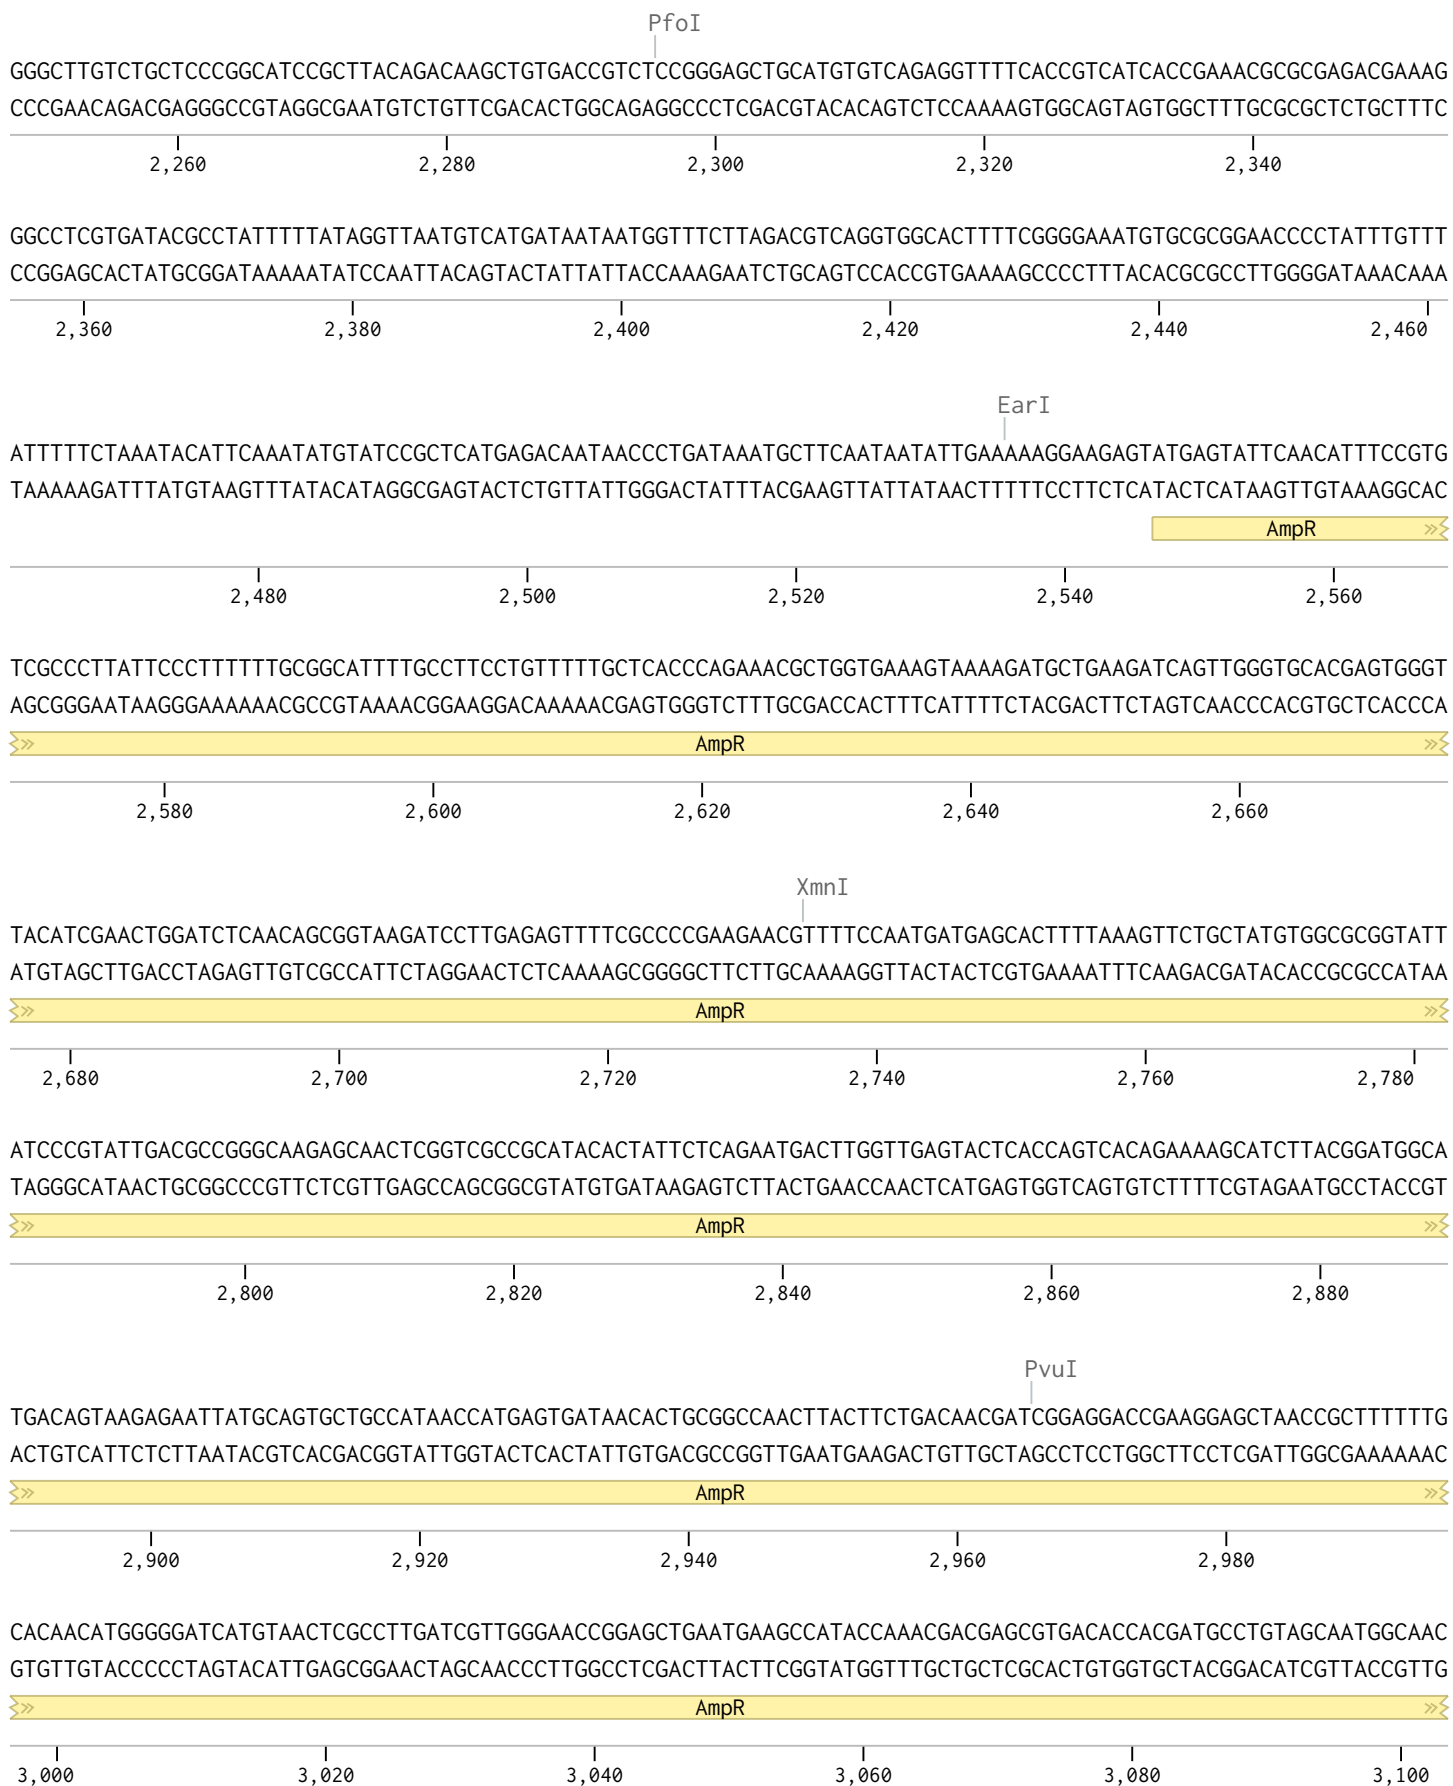 PfoI
GGGCTTGTCTGCTCCCGGCATCCGCTTACAGACAAGCTGTGACCGTCTCCGGGAGCTGCATGTGTCAGAGGTTTTCACCGTCATCACCGAAACGCGCGAGACGAAAG
CCCGAACAGACGAGGGCCGTAGGCGAATGTCTGTTCGACACTGGCAGAGGCCCTCGACGTACACAGTCTCCAAAAGTGGCAGTAGTGGCTTTGCGCGCTCTGCTTTC
2,260 2,280 2,300 2,320 2,340
GGCCTCGTGATACGCCTATTTTTATAGGTTAATGTCATGATAATAATGGTTTCTTAGACGTCAGGTGGCACTTTTCGGGGAAATGTGCGCGGAACCCCTATTTGTTT
CCGGAGCACTATGCGGATAAAAATATCCAATTACAGTACTATTATTACCAAAGAATCTGCAGTCCACCGTGAAAAGCCCCTTTACACGCGCCTTGGGGATAAACAAA
2,360 2,380 2,400 2,420 2,440 2,460
EarI
ATTTTTCTAAATACATTCAAATATGTATCCGCTCATGAGACAATAACCCTGATAAATGCTTCAATAATATTGAAAAAGGAAGAGTATGAGTATTCAACATTTCCGTG
TAAAAAGATTTATGTAAGTTTATACATAGGCGAGTACTCTGTTATTGGGACTATTTACGAAGTTATTATAACTTTTTCCTTCTCATACTCATAAGTTGTAAAGGCAC
AmpR
2,480 2,500 2,520 2,540 2,560
TCGCCCTTATTCCCTTTTTTGCGGCATTTTGCCTTCCTGTTTTTGCTCACCCAGAAACGCTGGTGAAAGTAAAAGATGCTGAAGATCAGTTGGGTGCACGAGTGGGT
AGCGGGAATAAGGGAAAAAACGCCGTAAAACGGAAGGACAAAAACGAGTGGGTCTTTGCGACCACTTTCATTTTCTACGACTTCTAGTCAACCCACGTGCTCACCCA
AmpR
2,580 2,600 2,620 2,640 2,660
XmnI
TACATCGAACTGGATCTCAACAGCGGTAAGATCCTTGAGAGTTTTCGCCCCGAAGAACGTTTTCCAATGATGAGCACTTTTAAAGTTCTGCTATGTGGCGCGGTATT
ATGTAGCTTGACCTAGAGTTGTCGCCATTCTAGGAACTCTCAAAAGCGGGGCTTCTTGCAAAAGGTTACTACTCGTGAAAATTTCAAGACGATACACCGCGCCATAA
AmpR
2,680 2,700 2,720 2,740 2,760 2,780
ATCCCGTATTGACGCCGGGCAAGAGCAACTCGGTCGCCGCATACACTATTCTCAGAATGACTTGGTTGAGTACTCACCAGTCACAGAAAAGCATCTTACGGATGGCA
TAGGGCATAACTGCGGCCCGTTCTCGTTGAGCCAGCGGCGTATGTGATAAGAGTCTTACTGAACCAACTCATGAGTGGTCAGTGTCTTTTCGTAGAATGCCTACCGT
AmpR
2,800 2,820 2,840 2,860 2,880
PvuI
TGACAGTAAGAGAATTATGCAGTGCTGCCATAACCATGAGTGATAACACTGCGGCCAACTTACTTCTGACAACGATCGGAGGACCGAAGGAGCTAACCGCTTTTTTG
ACTGTCATTCTCTTAATACGTCACGACGGTATTGGTACTCACTATTGTGACGCCGGTTGAATGAAGACTGTTGCTAGCCTCCTGGCTTCCTCGATTGGCGAAAAAAC
AmpR
2,900 2,920 2,940 2,960 2,980
CACAACATGGGGGATCATGTAACTCGCCTTGATCGTTGGGAACCGGAGCTGAATGAAGCCATACCAAACGACGAGCGTGACACCACGATGCCTGTAGCAATGGCAAC
GTGTTGTACCCCCTAGTACATTGAGCGGAACTAGCAACCCTTGGCCTCGACTTACTTCGGTATGGTTTGCTGCTCGCACTGTGGTGCTACGGACATCGTTACCGTTG
AmpR
3,000 3,020 3,040 3,060 3,080 3,100